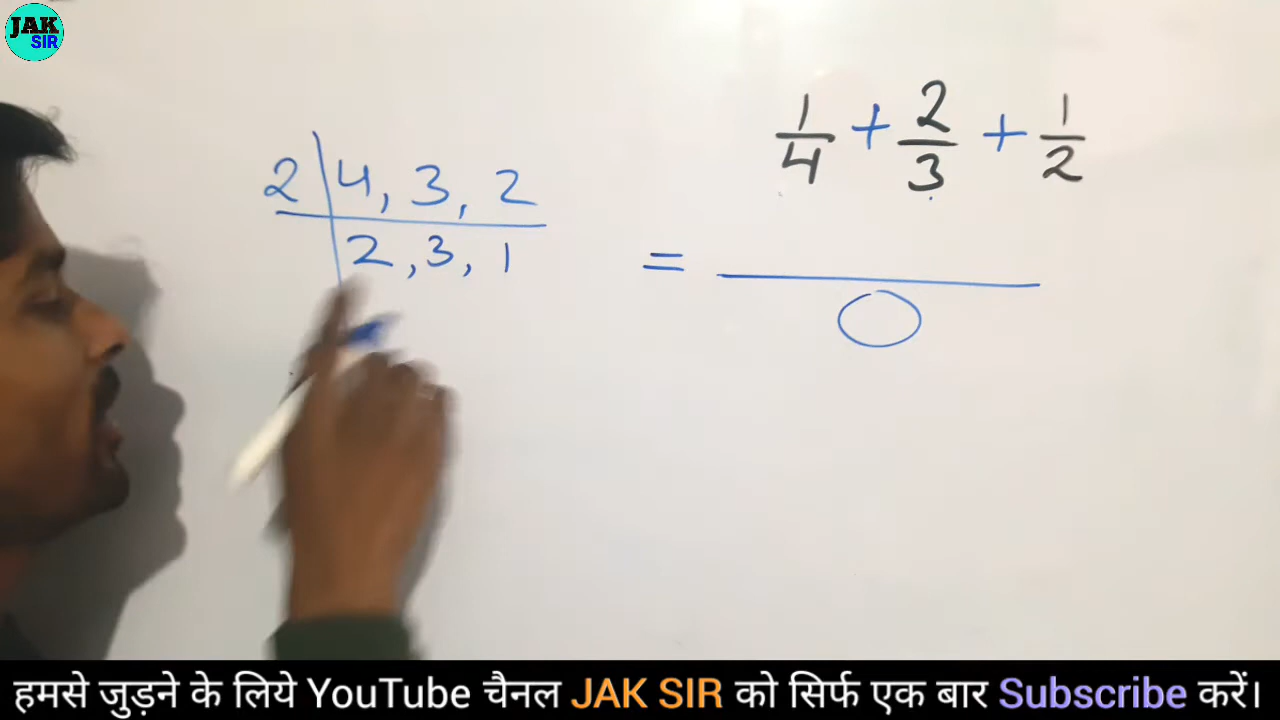 JAK
SIR
1/4 + 2/3 + 1/2
2 | 4, 3, 2
2, 3, 1
=
हमसे जुड़ने के लिये YouTube चैनल JAK SIR को सिर्फ एक बार Subscribe करें।